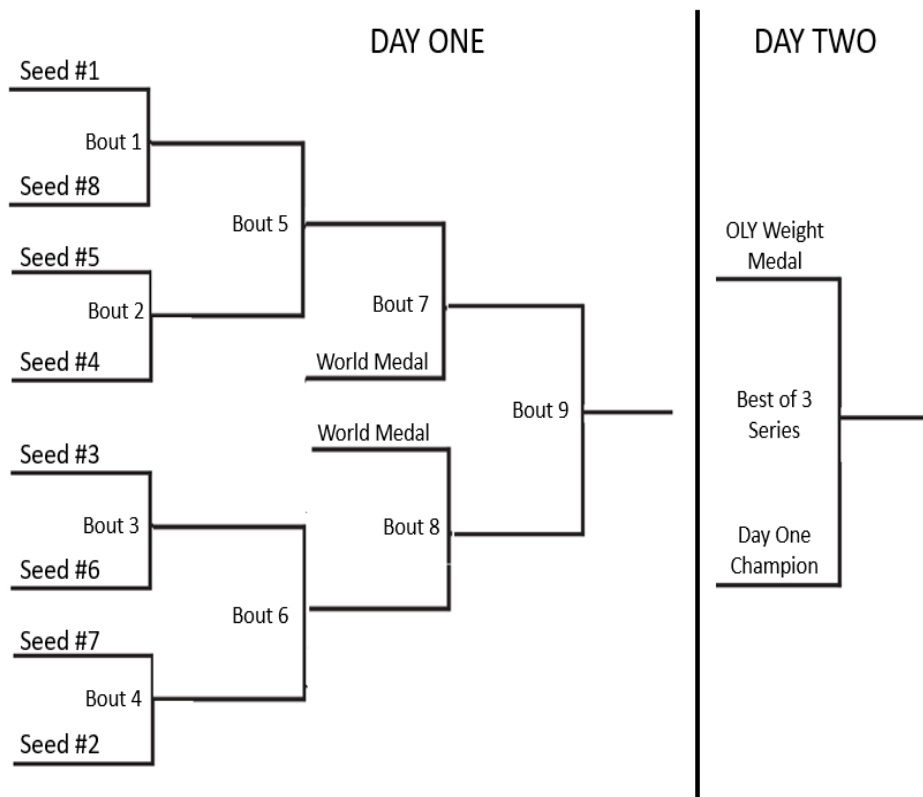 DAY ONE
DAY TWO
Seed #1
Bout 1
Seed #8
Bout 5
Seed #5
Bout 2
Seed #4
Bout 7
World Medal
World Medal
Bout 9
Seed #3
Bout 3
Seed #6
Bout 8
Bout 6
Seed #7
Bout 4
Seed #2
OLY Weight
Medal
Best of 3
Series
Day One
Champion